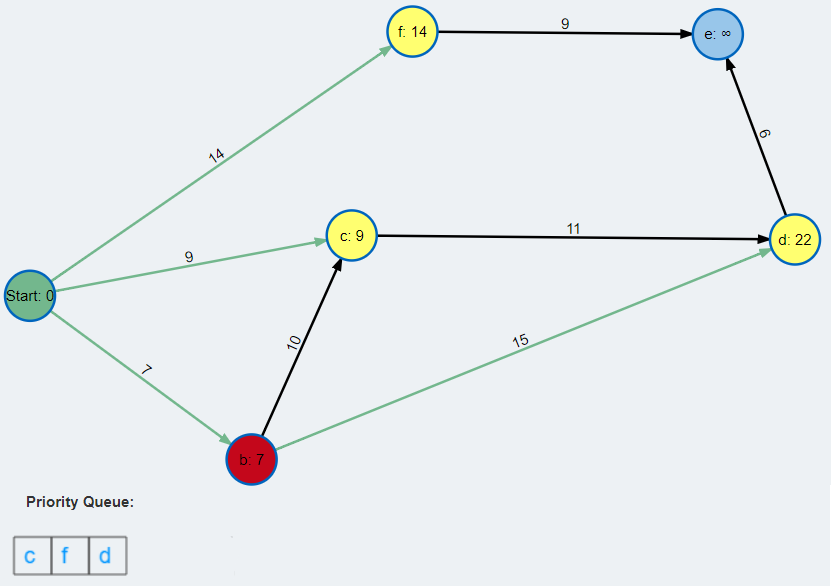 f: 14
9
e: ∞
14
6
9
c: 9
11
d: 22
Start: 0
10
15
7
b: 7
Priority Queue:
c f d